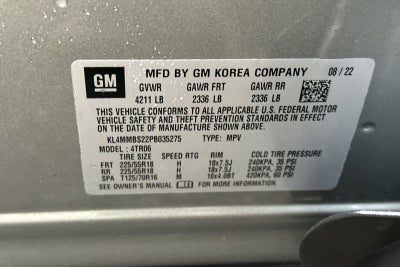 GM
MFD BY GM KOREA COMPANY 08 / 22
GVWR GAWR FRT GAWR RR
4211 LB 2336 LB 2336 LB
THIS VEHICLE CONFORMS TO ALL APPLICABLE U.S. FEDERAL MOTOR
VEHICLE SAFETY AND THEFT PREVENTION STANDARDS IN EFFECT
ON THE DATE OF MANUFACTURE SHOWN ABOVE.
KL4MMBS22PB035275 TYPE: MPV
MODEL: 4TR06
TIRE SIZE SPEED RTG RIM COLD TIRE PRESSURE
FRT 225/55R18 H 18x7.5J 240KPA, 35 PSI
RR 225/55R18 H 18x7.5J 240KPA, 35 PSI
SPA T125/70R16 M 16x4.0BT 420KPA, 60 PSI
SEE OWNER'S MANUAL FOR MORE INFORMATION.